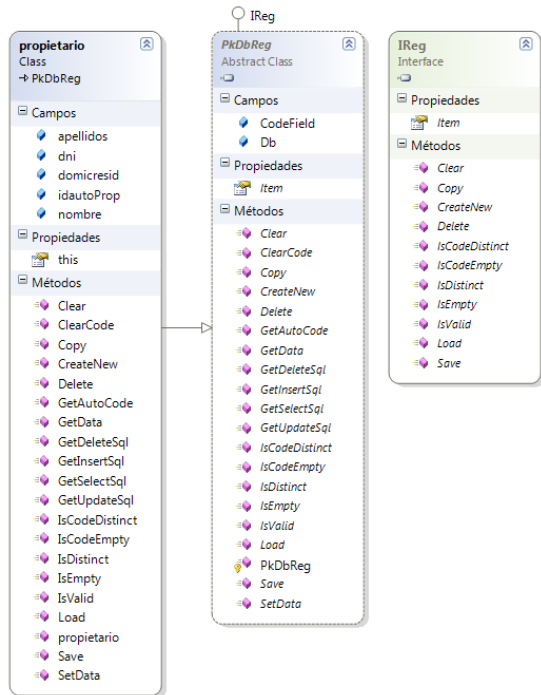 IReg
propietario
Class
PkDbReg
Campos
apellidos
dni
domicresid
idautoProp
nombre
Propiedades
this
Métodos
Clear
ClearCode
Copy
CreateNew
Delete
GetAutoCode
GetData
GetDeleteSql
GetInsertSql
GetSelectSql
GetUpdateSql
IsCodeDistinct
IsCodeEmpty
IsDistinct
IsEmpty
IsValid
Load
propietario
Save
SetData
PkDbReg
Abstract Class
Campos
CodeField
Db
Propiedades
Item
Métodos
Clear
ClearCode
Copy
CreateNew
Delete
GetAutoCode
GetData
GetDeleteSql
GetInsertSql
GetSelectSql
GetUpdateSql
IsCodeDistinct
IsCodeEmpty
IsDistinct
IsEmpty
IsValid
Load
PkDbReg
Save
SetData
IReg
Interface
Propiedades
Item
Métodos
Clear
Copy
CreateNew
Delete
IsCodeDistinct
IsCodeEmpty
IsDistinct
IsEmpty
IsValid
Load
Save